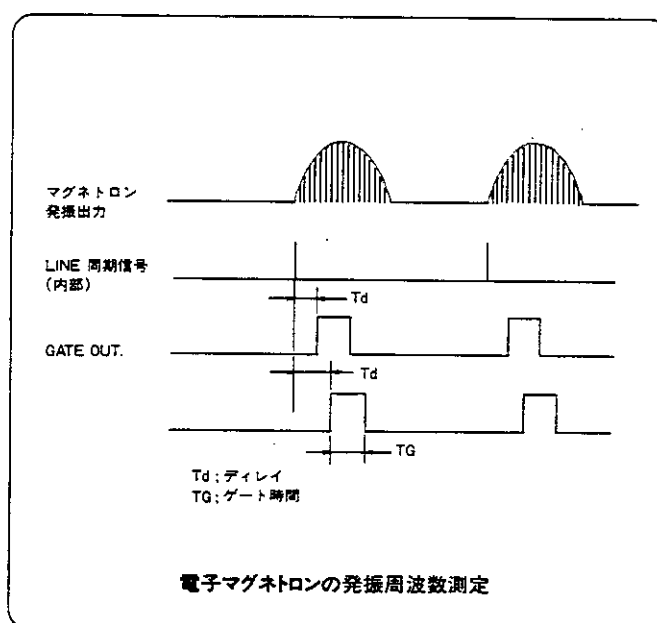 マグネトロン
発振出力
LINE 同期信号
(内部)
Td
GATE OUT.
Td
TG
Td ; ディレイ
TG ; ゲート時間
電子マグネトロンの発振周波数測定